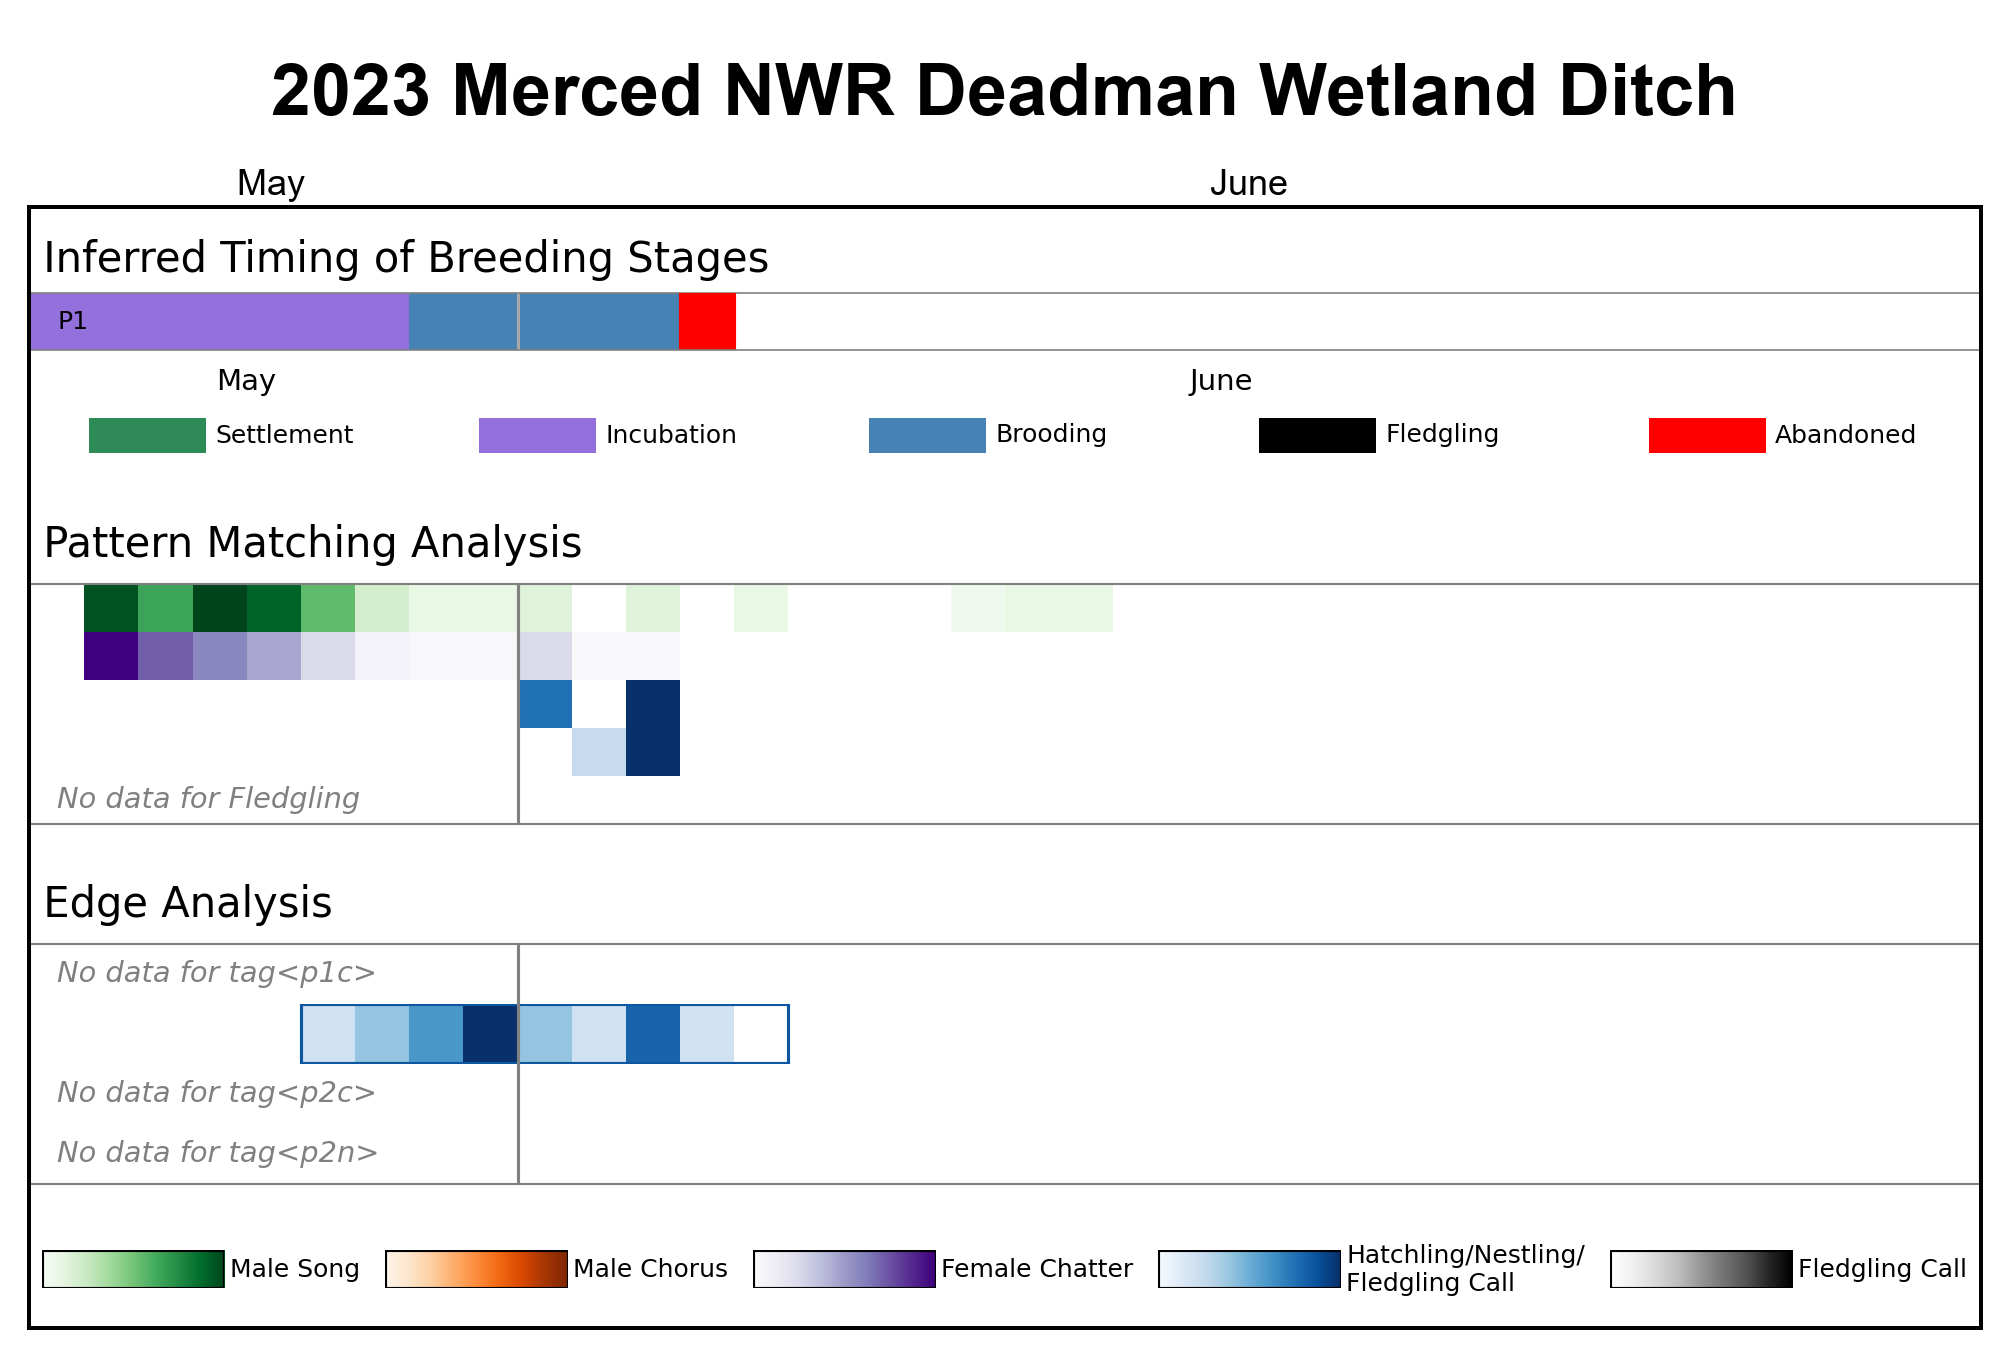 2023 Merced NWR Deadman Wetland Ditch
May June
Inferred Timing of Breeding Stages
P1
May June
Settlement Incubation Brooding Fledgling Abandoned
Pattern Matching Analysis
No data for Fledgling
Edge Analysis
No data for tag<p1c>
No data for tag<p2c>
No data for tag<p2n>
Male Song Male Chorus Female Chatter Hatchling/Nestling/
Fledgling Call Fledgling Call